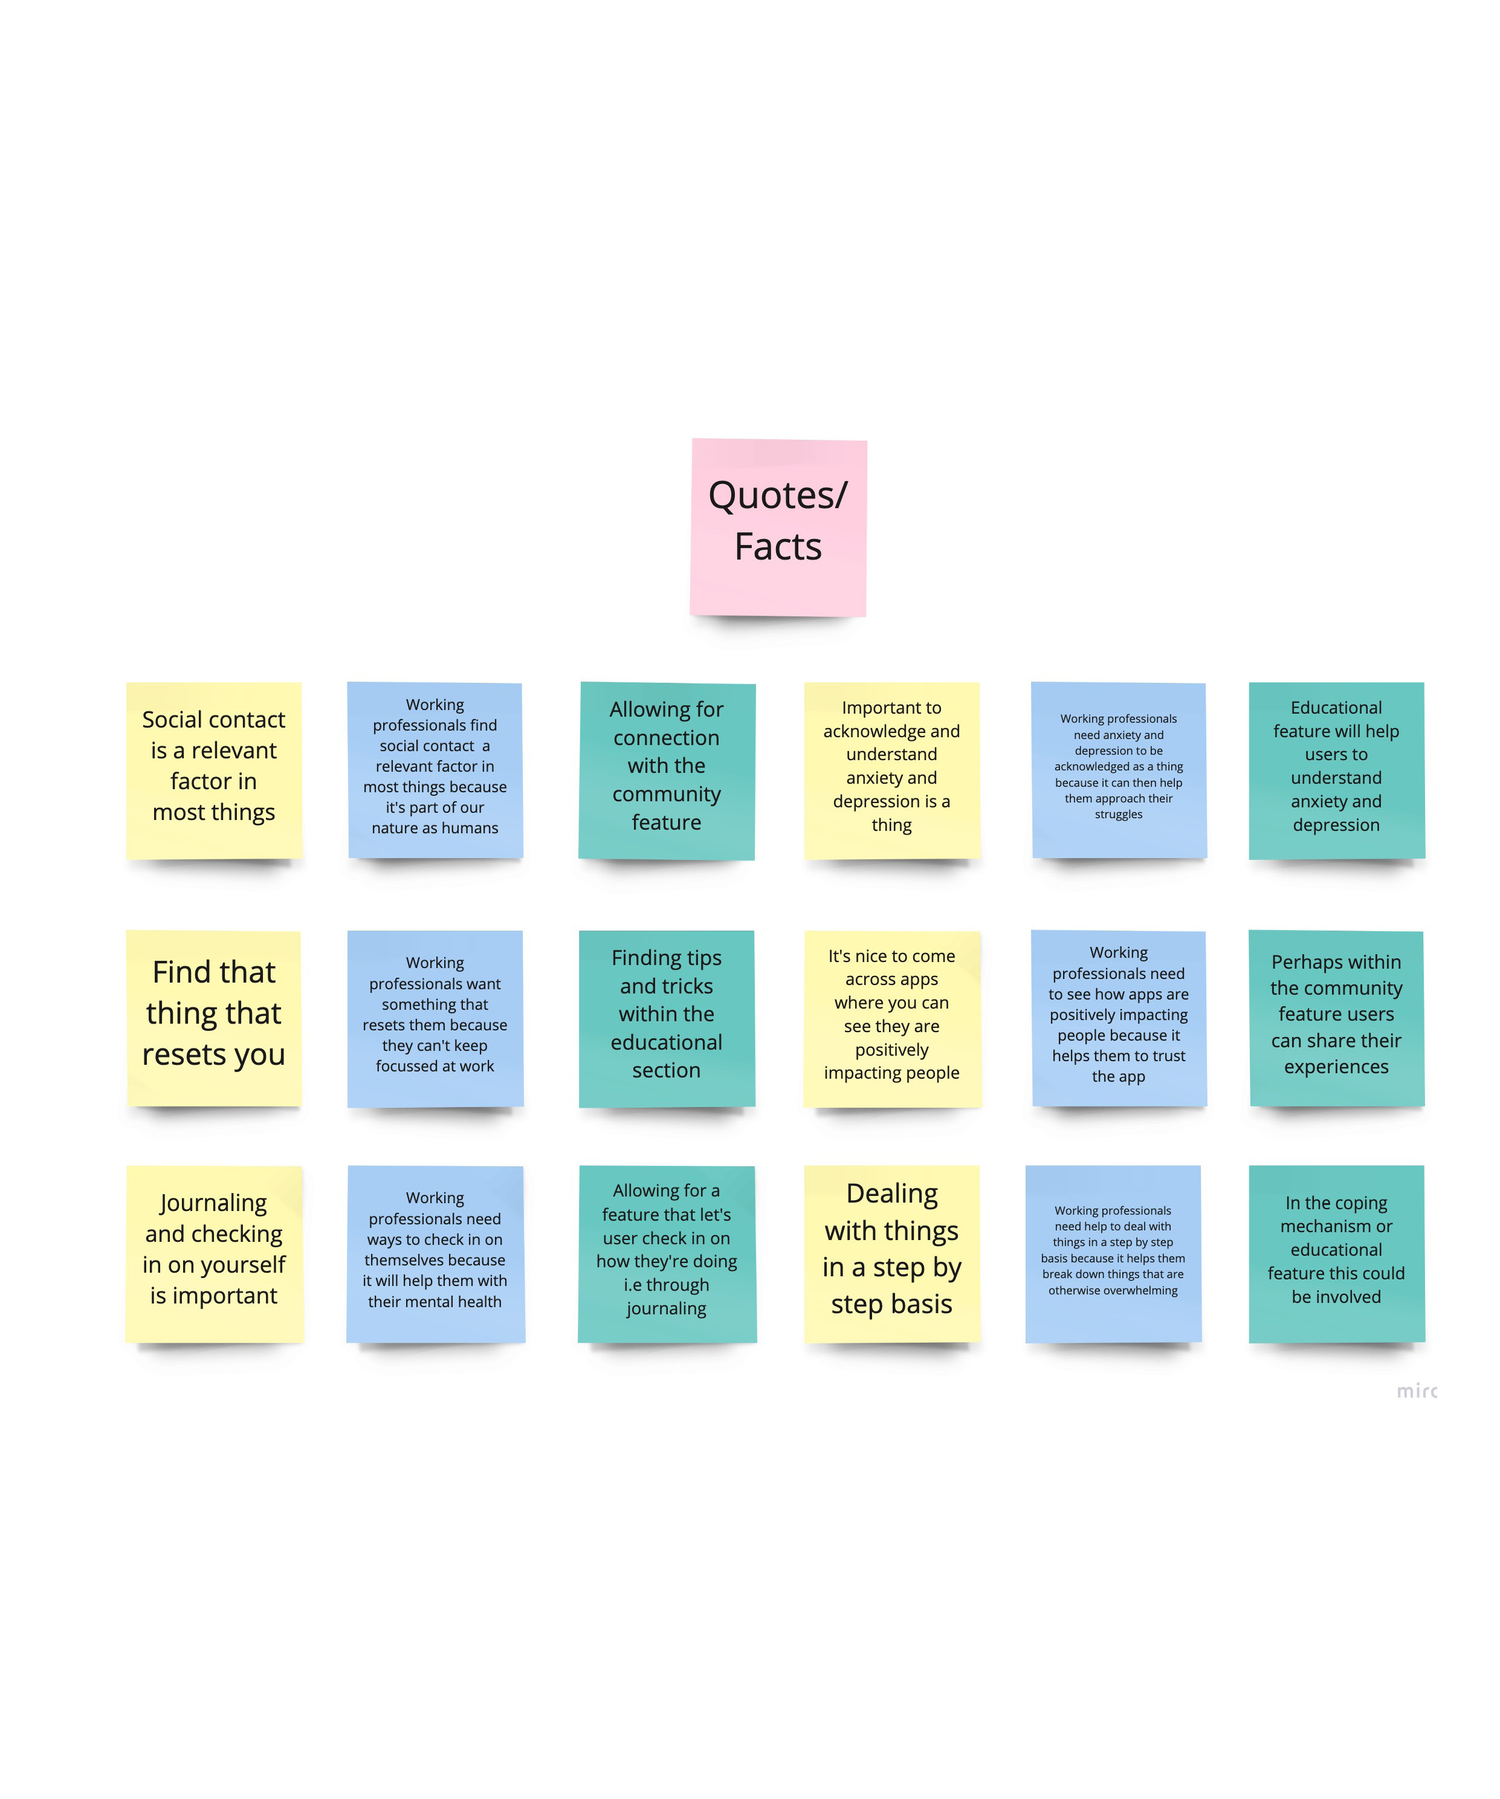 Quotes/
Facts
Social contact
is a relevant
factor in
most things
Working
professionals find
social contact  a
relevant factor in
most things because
it's part of our
nature as humans
Allowing for
connection
with the
community
feature
Important to
acknowledge and
understand
anxiety and
depression is a
thing
Working professionals
need anxiety and
depression to be
acknowledged as a thing
because it can then help
them approach their
struggles
Educational
feature will help
users to
understand
anxiety and
depression
Find that
thing that
resets you
Working
professionals want
something that
resets them because
they can't keep
focussed at work
Finding tips
and tricks
within the
educational
section
It's nice to come
across apps
where you can
see they are
positively
impacting people
Working
professionals need
to see how apps are
positively impacting
people because it
helps them to trust
the app
Perhaps within
the community
feature users
can share their
experiences
Journaling
and checking
in on yourself
is important
Working
professionals need
ways to check in on
themselves because
it will help them with
their mental health
Allowing for a
feature that let's
user check in on
how they're doing
i.e through
journaling
Dealing
with things
in a step by
step basis
Working professionals
need help to deal with
things in a step by step
basis because it helps them
break down things that are
otherwise overwhelming
In the coping
mechanism or
educational
feature this could
be involved